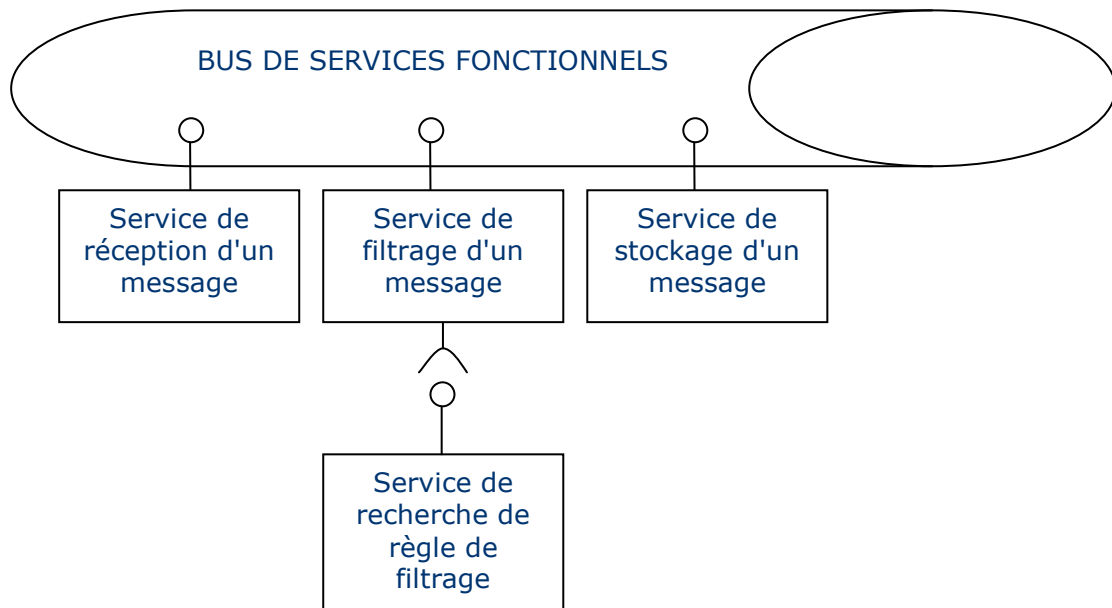 BUS DE SERVICES FONCTIONNELS
Service de
réception d'un
message
Service de
filtrage d'un
message
Service de
stockage d'un
message
Service de
recherche de
règle de
filtrage